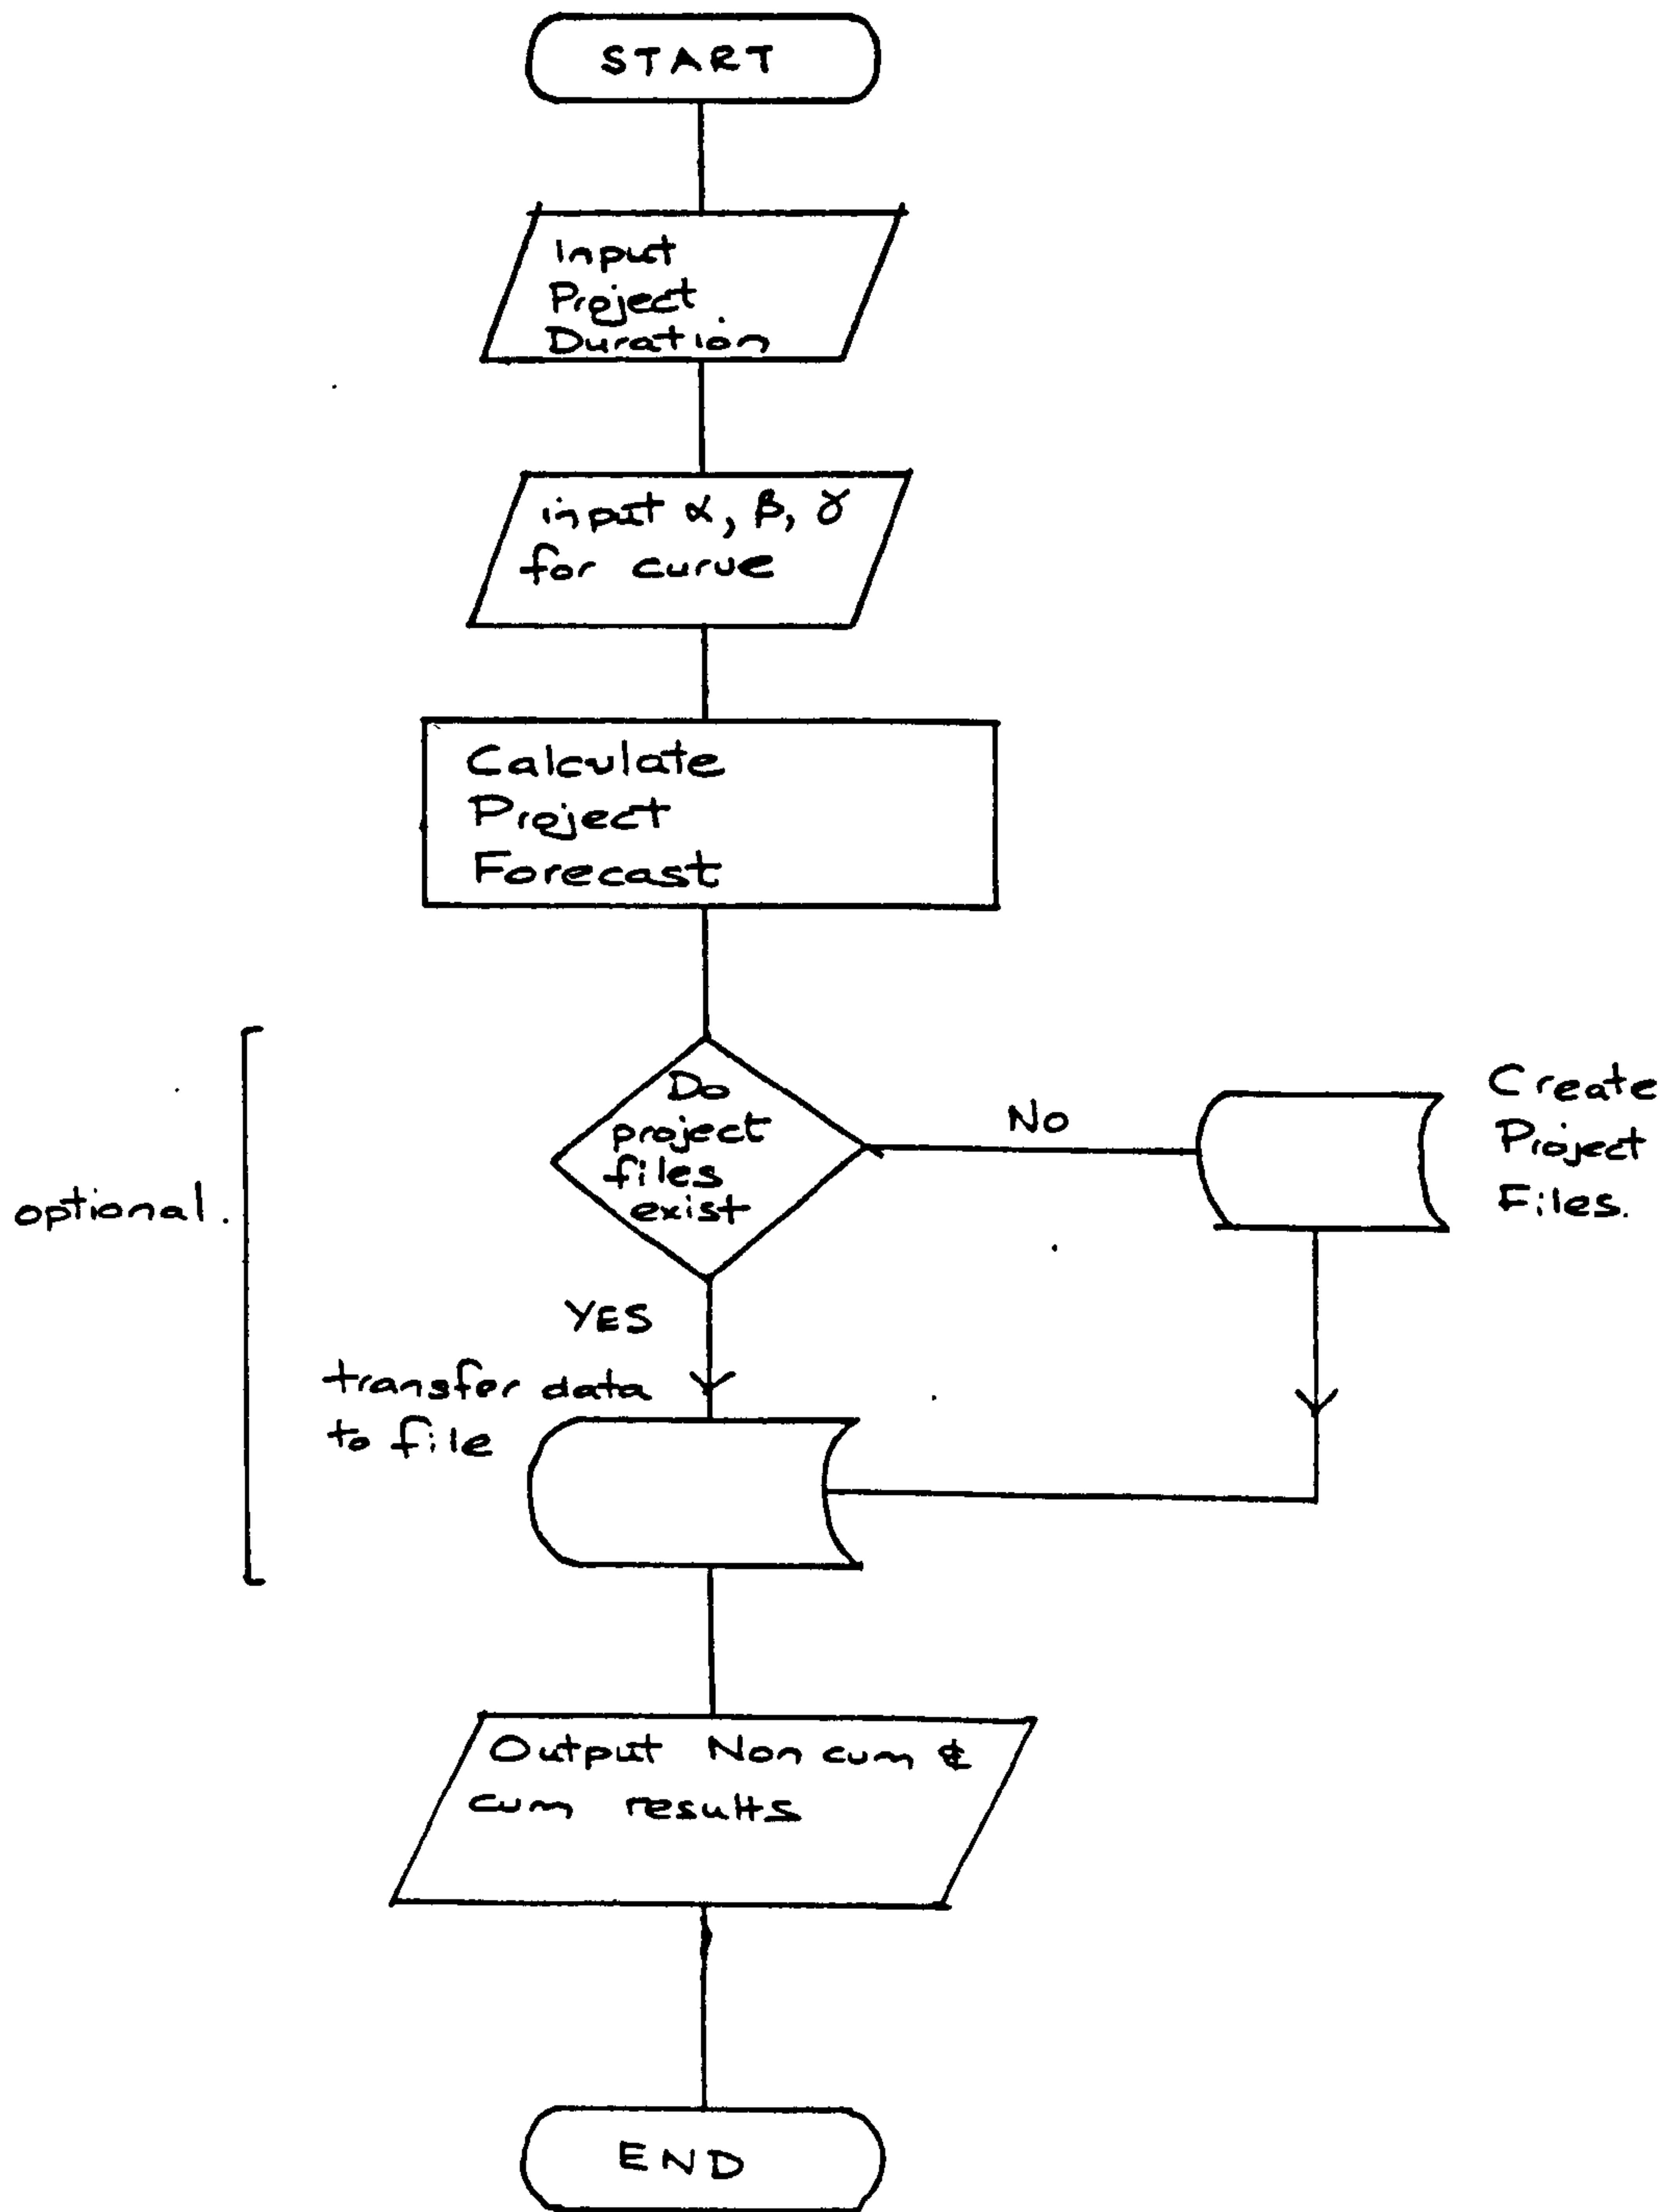 START
Input
Project
Duration
input α, β, γ
for curve
Calculate
Project
Forecast
Do
project
files
exist
NO
Create
Project
Files.
optional.
YES
transfer data
to file
Output Non cum &
cum results
END